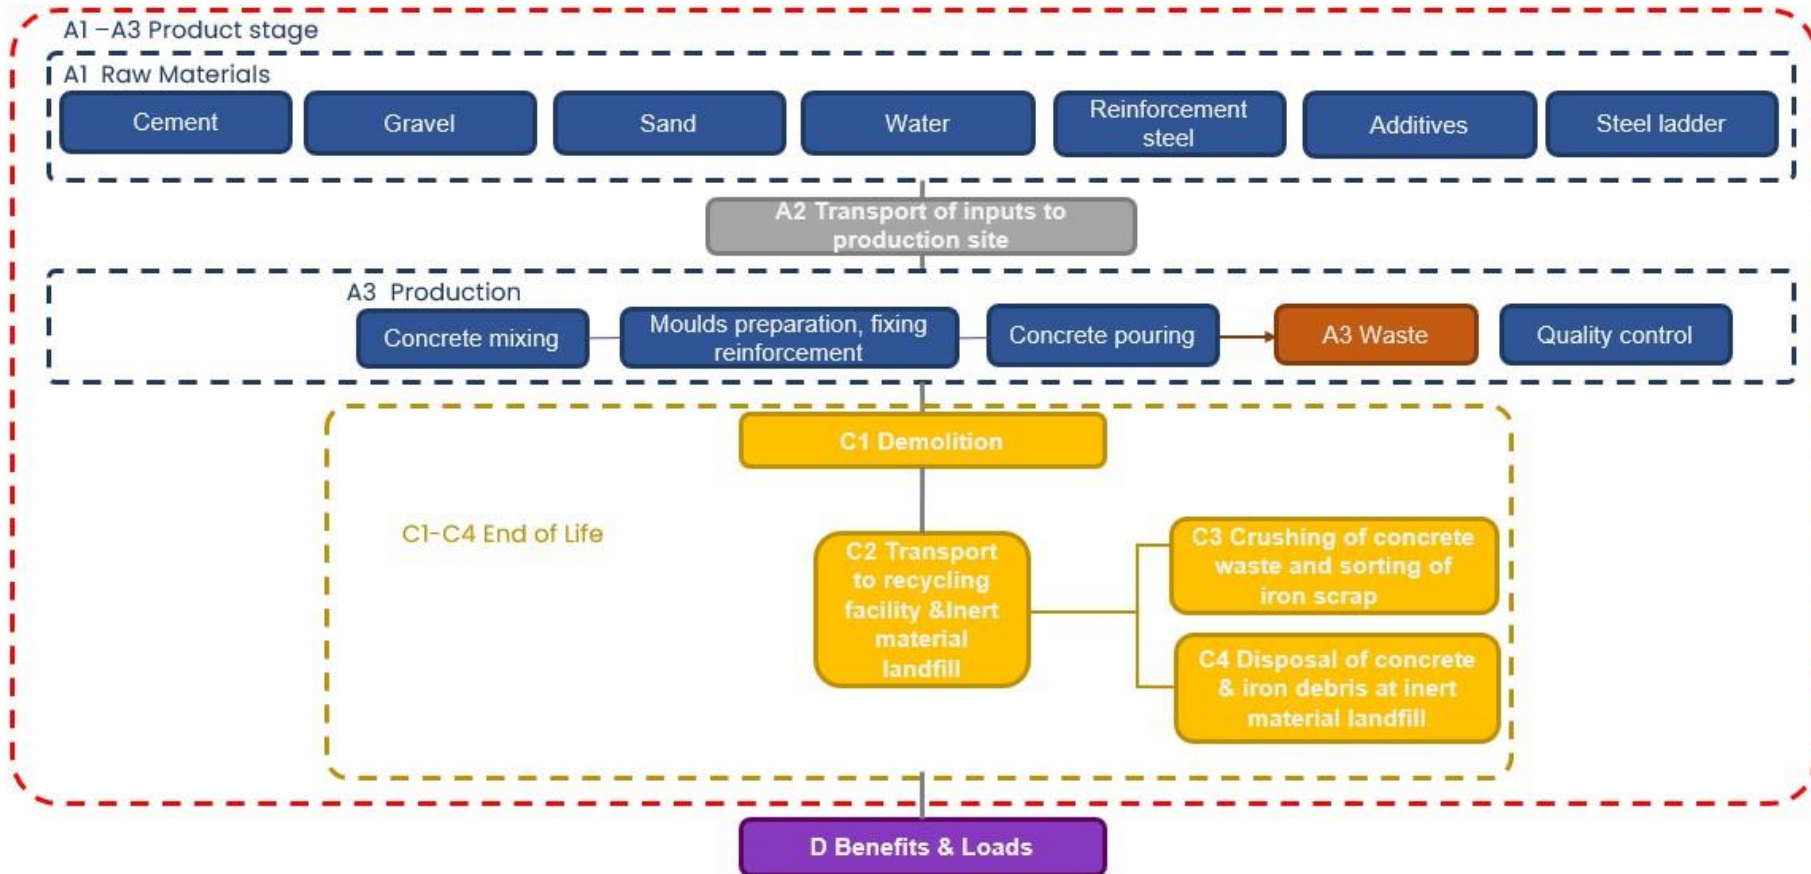 A1 –A3 Product stage
A1 Raw Materials
Cement
Gravel
Sand
Water
Reinforcement
steel
Additives
Steel ladder
A2 Transport of inputs to
production site
A3 Production
Concrete mixing
Moulds preparation, fixing
reinforcement
Concrete pouring
A3 Waste
Quality control
C1 Demolition
C1-C4 End of Life
C2 Transport
to recycling
facility &Inert
material
landfill
C3 Crushing of concrete
waste and sorting of
iron scrap
C4 Disposal of concrete
& iron debris at inert
material landfill
D Benefits & Loads